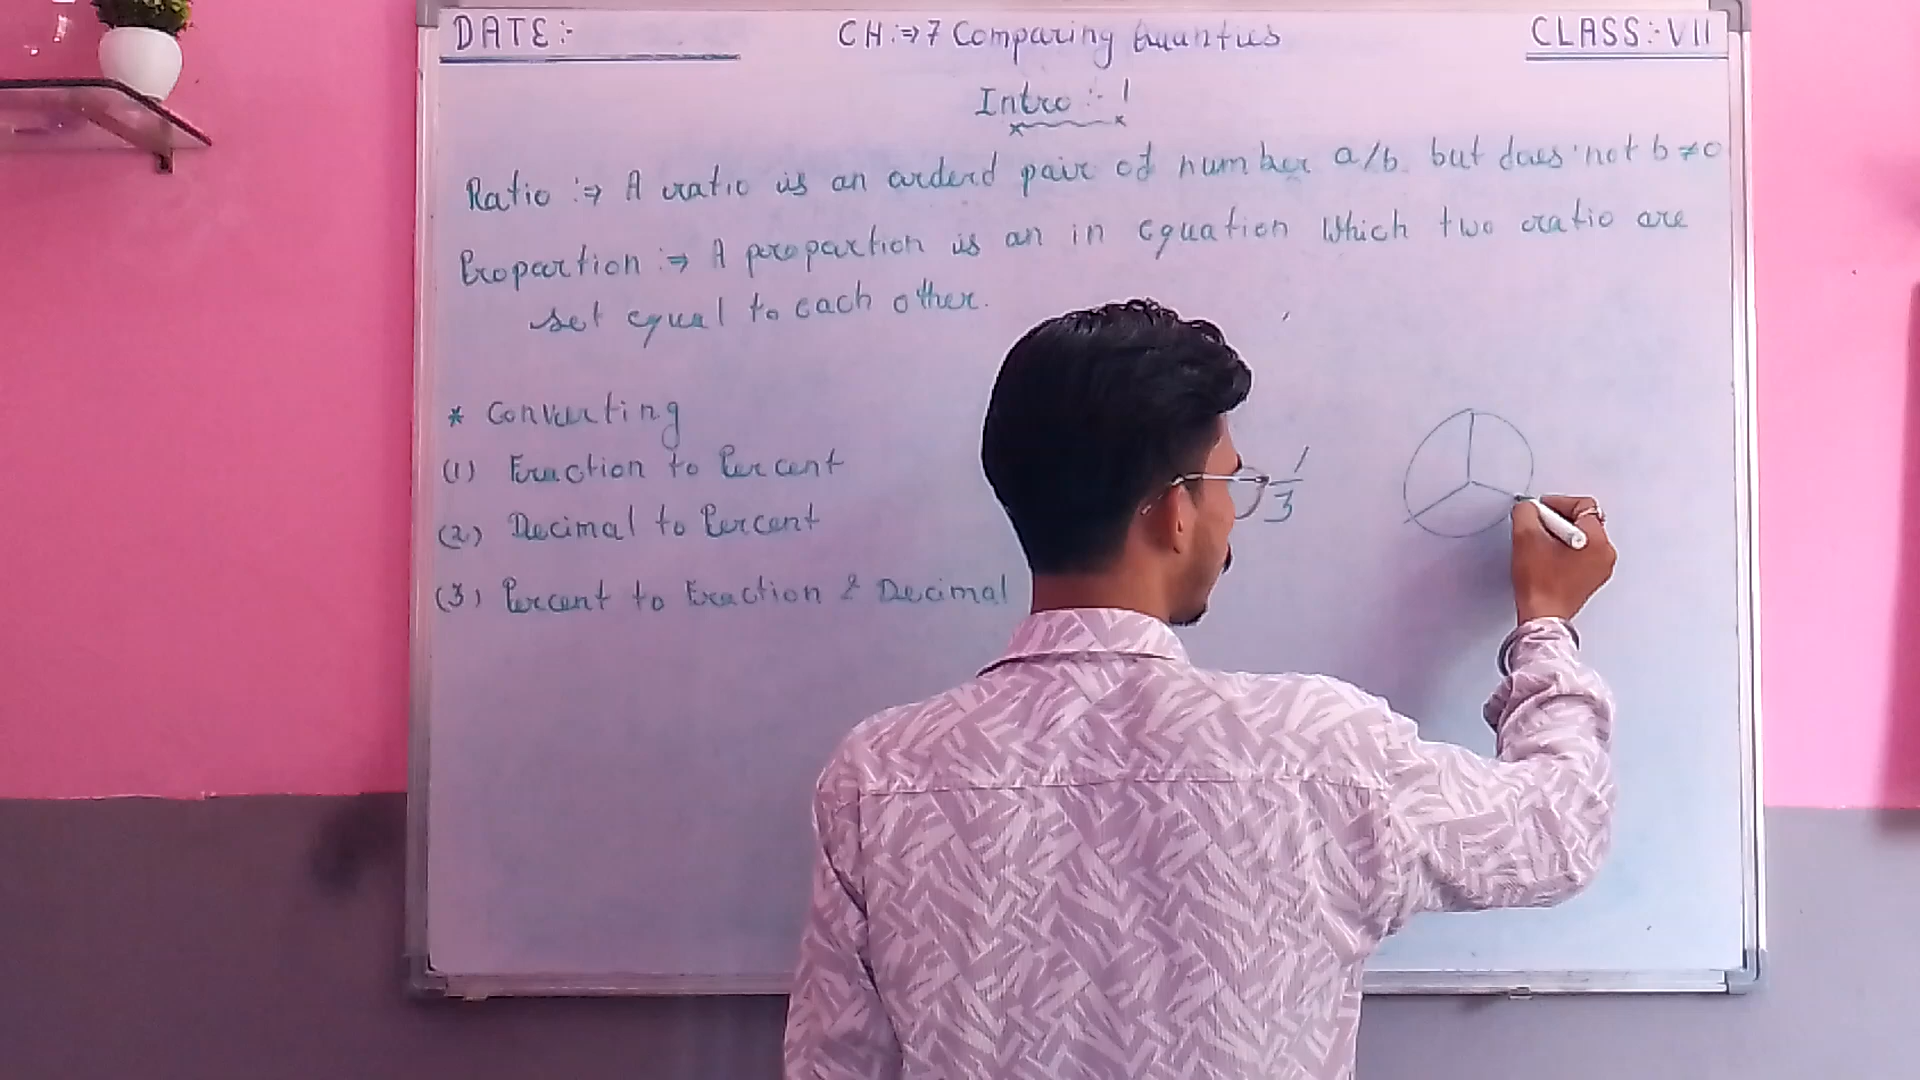 DATE:-
CH:⇒7 Comparing Quanties
CLASS:-VII
Intro :- 1
Ratio :⇒ A ratio is an orderd pair of number a/b. but does not b≠0
Proportion :⇒ A proportion is an in equation Which two ratio are
set equal to each other.
* Converting
(1) Fraction to Percent
(2) Decimal to Percent
(3) Percent to Fraction & Decimal
1/3